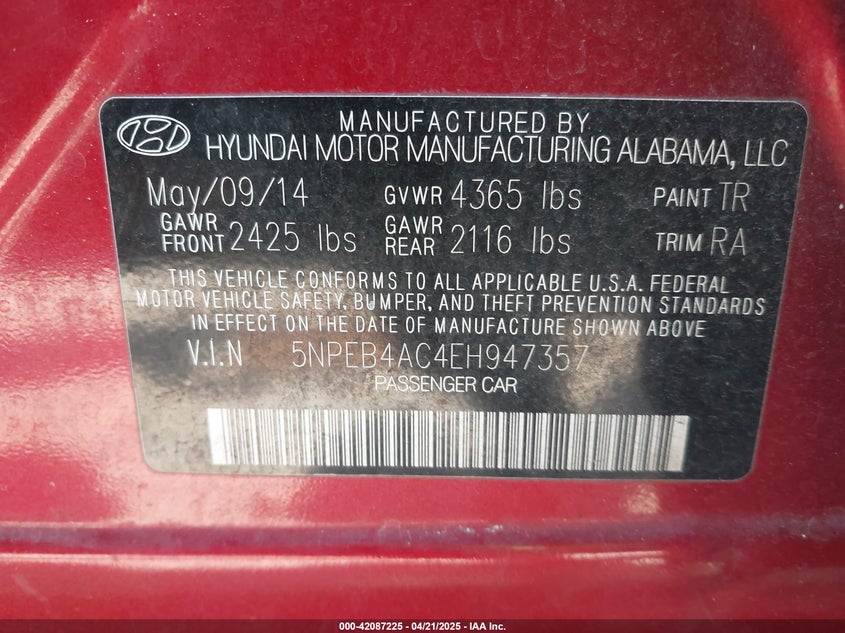 MANUFACTURED BY
HYUNDAI MOTOR MANUFACTURING ALABAMA, LLC
May/09/14 GVWR 4365 lbs PAINT TR
GAWR FRONT 2425 lbs GAWR REAR 2116 lbs TRIM RA
THIS VEHICLE CONFORMS TO ALL APPLICABLE U.S.A. FEDERAL
MOTOR VEHICLE SAFETY, BUMPER, AND THEFT PREVENTION STANDARDS
IN EFFECT ON THE DATE OF MANUFACTURE SHOWN ABOVE.
V.I.N 5NPEB4AC4EH947357
PASSENGER CAR
000-42087225 - 04/21/2025 - IAA Inc.